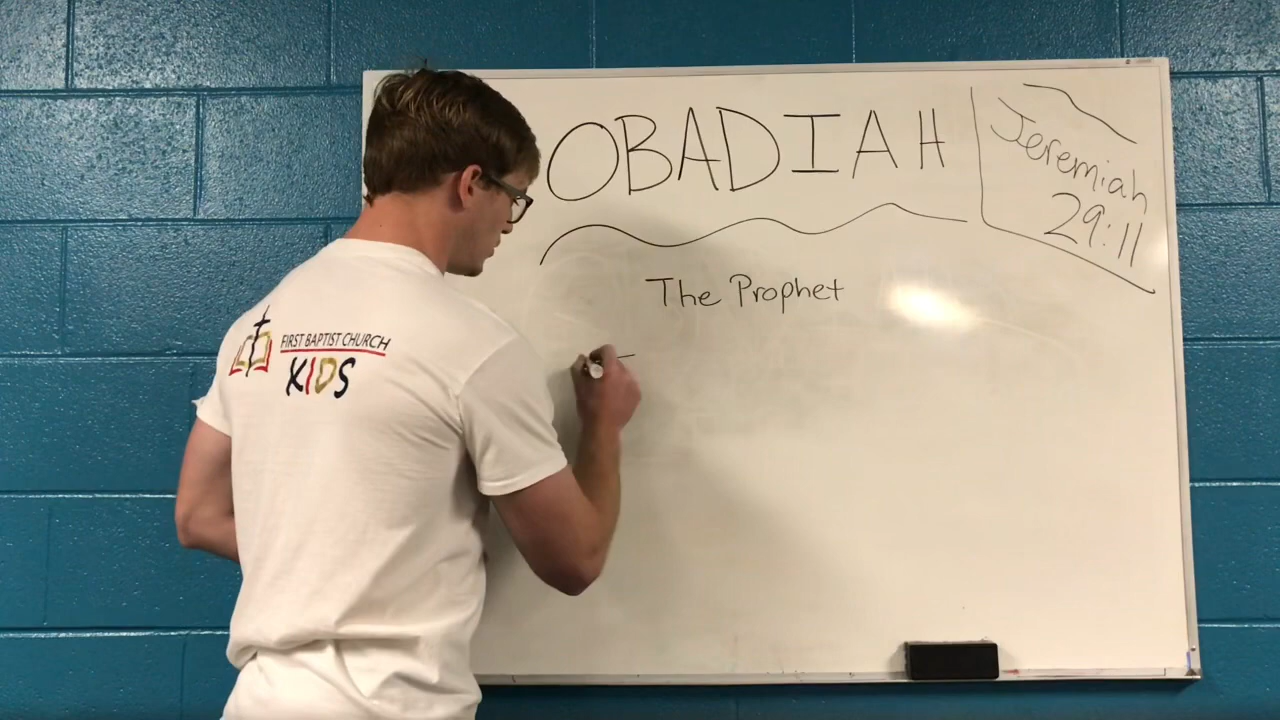 OBADIAH
Jeremiah
29:11
The Prophet
FIRST BAPTIST CHURCH
KIDS